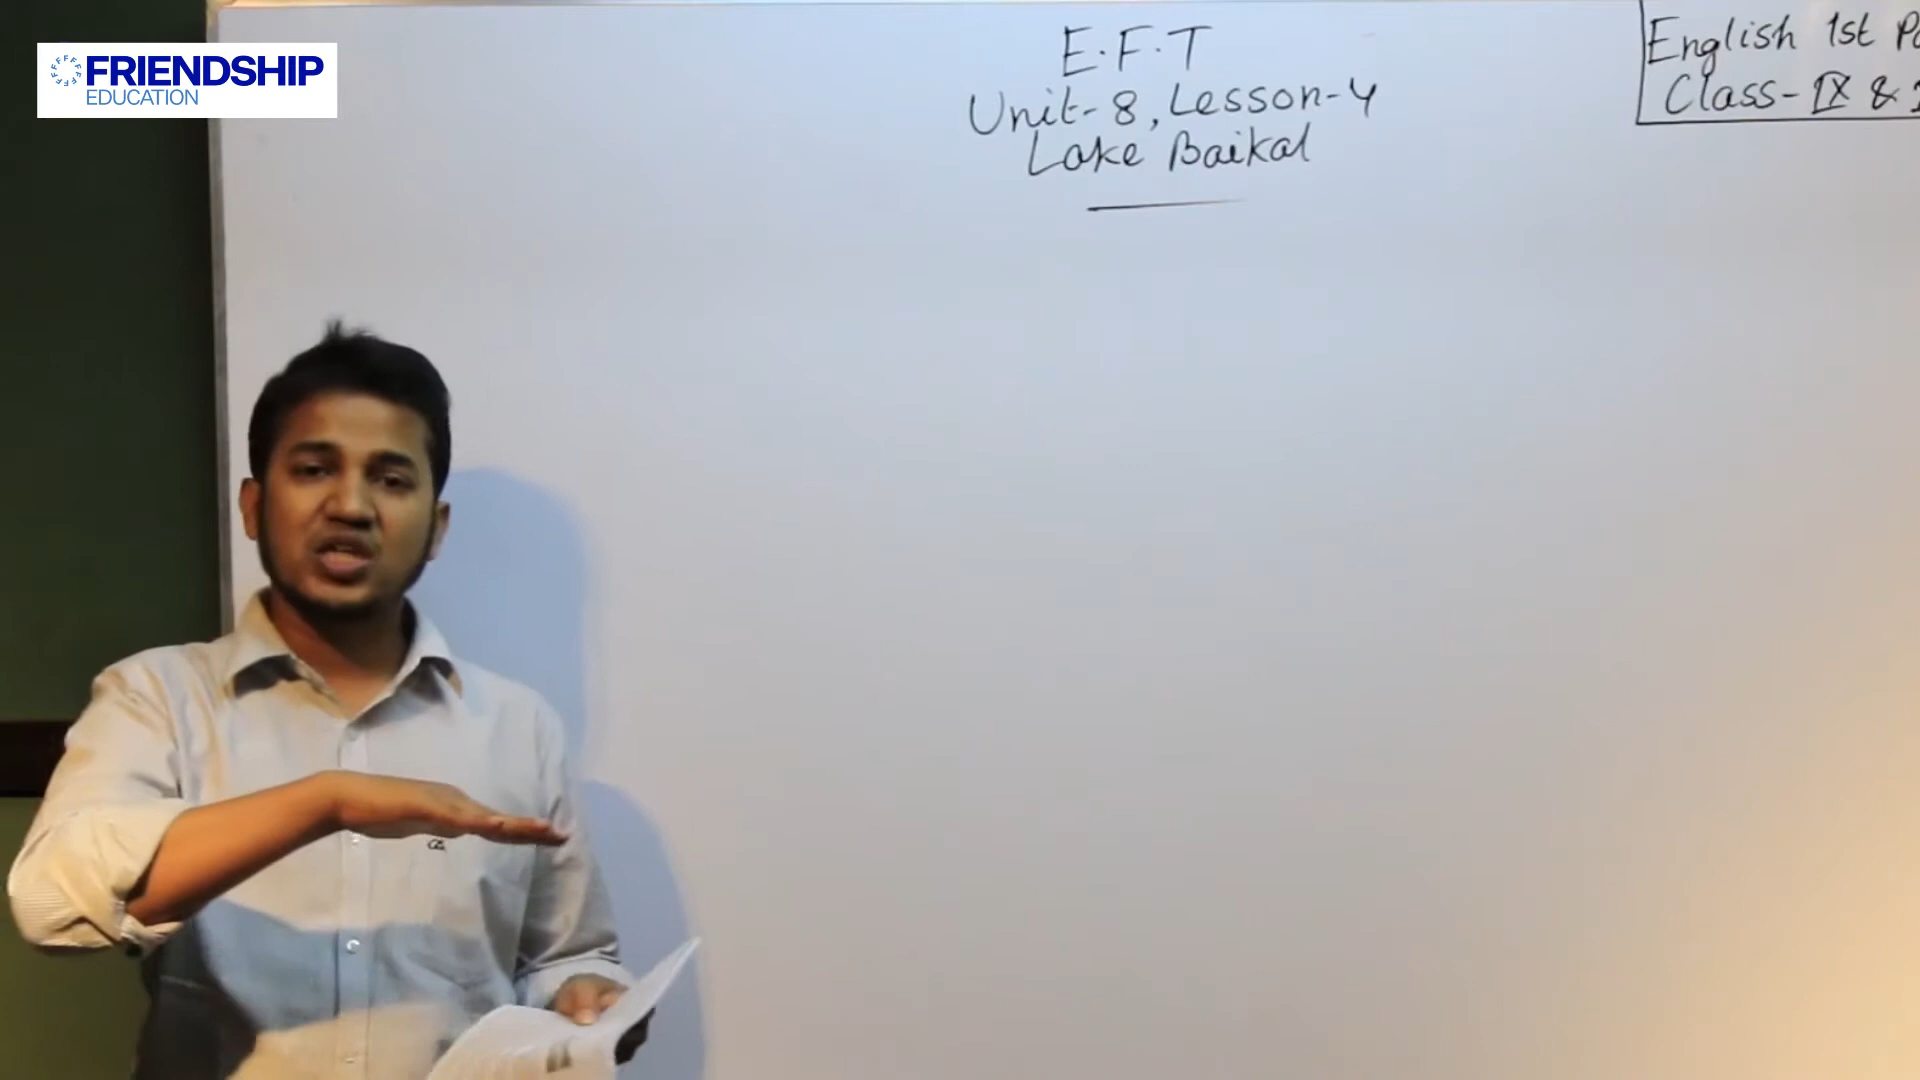 FRIENDSHIP
EDUCATION
E.F.T
Unit-8, Lesson-4
Lake Baikal
English 1st
Class-IX &